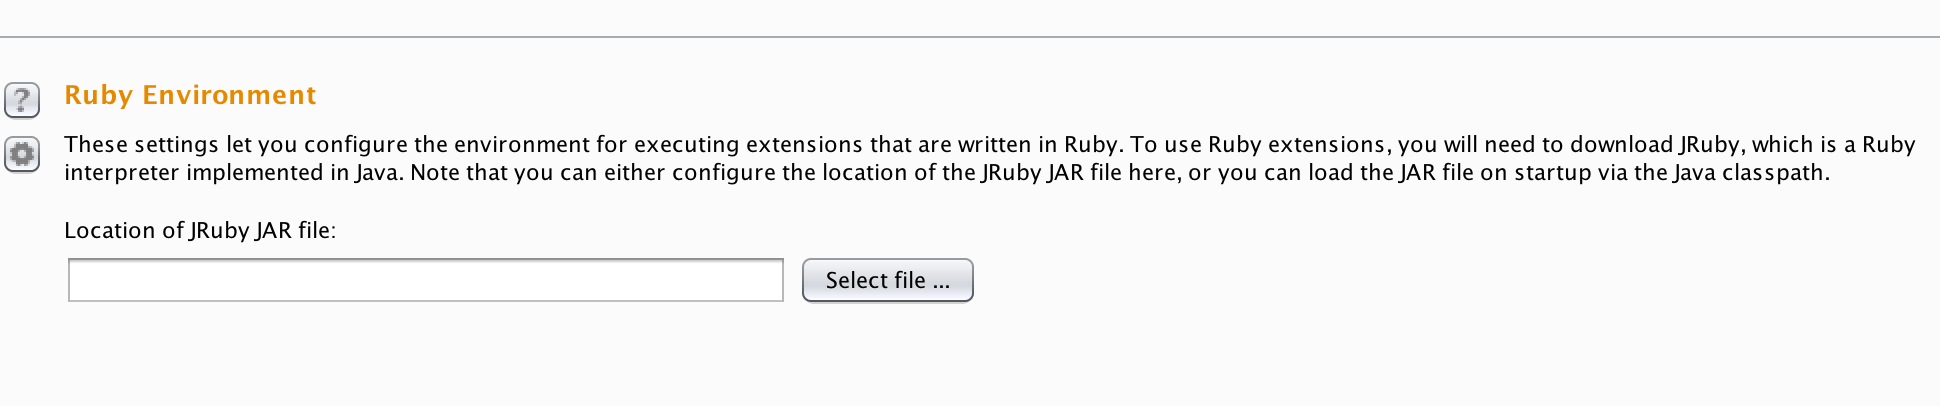 ?
Ruby Environment
These settings let you configure the environment for executing extensions that are written in Ruby. To use Ruby extensions, you will need to download JRuby, which is a Ruby
interpreter implemented in Java. Note that you can either configure the location of the JRuby JAR file here, or you can load the JAR file on startup via the Java classpath.
Location of JRuby JAR file:
Select file ...